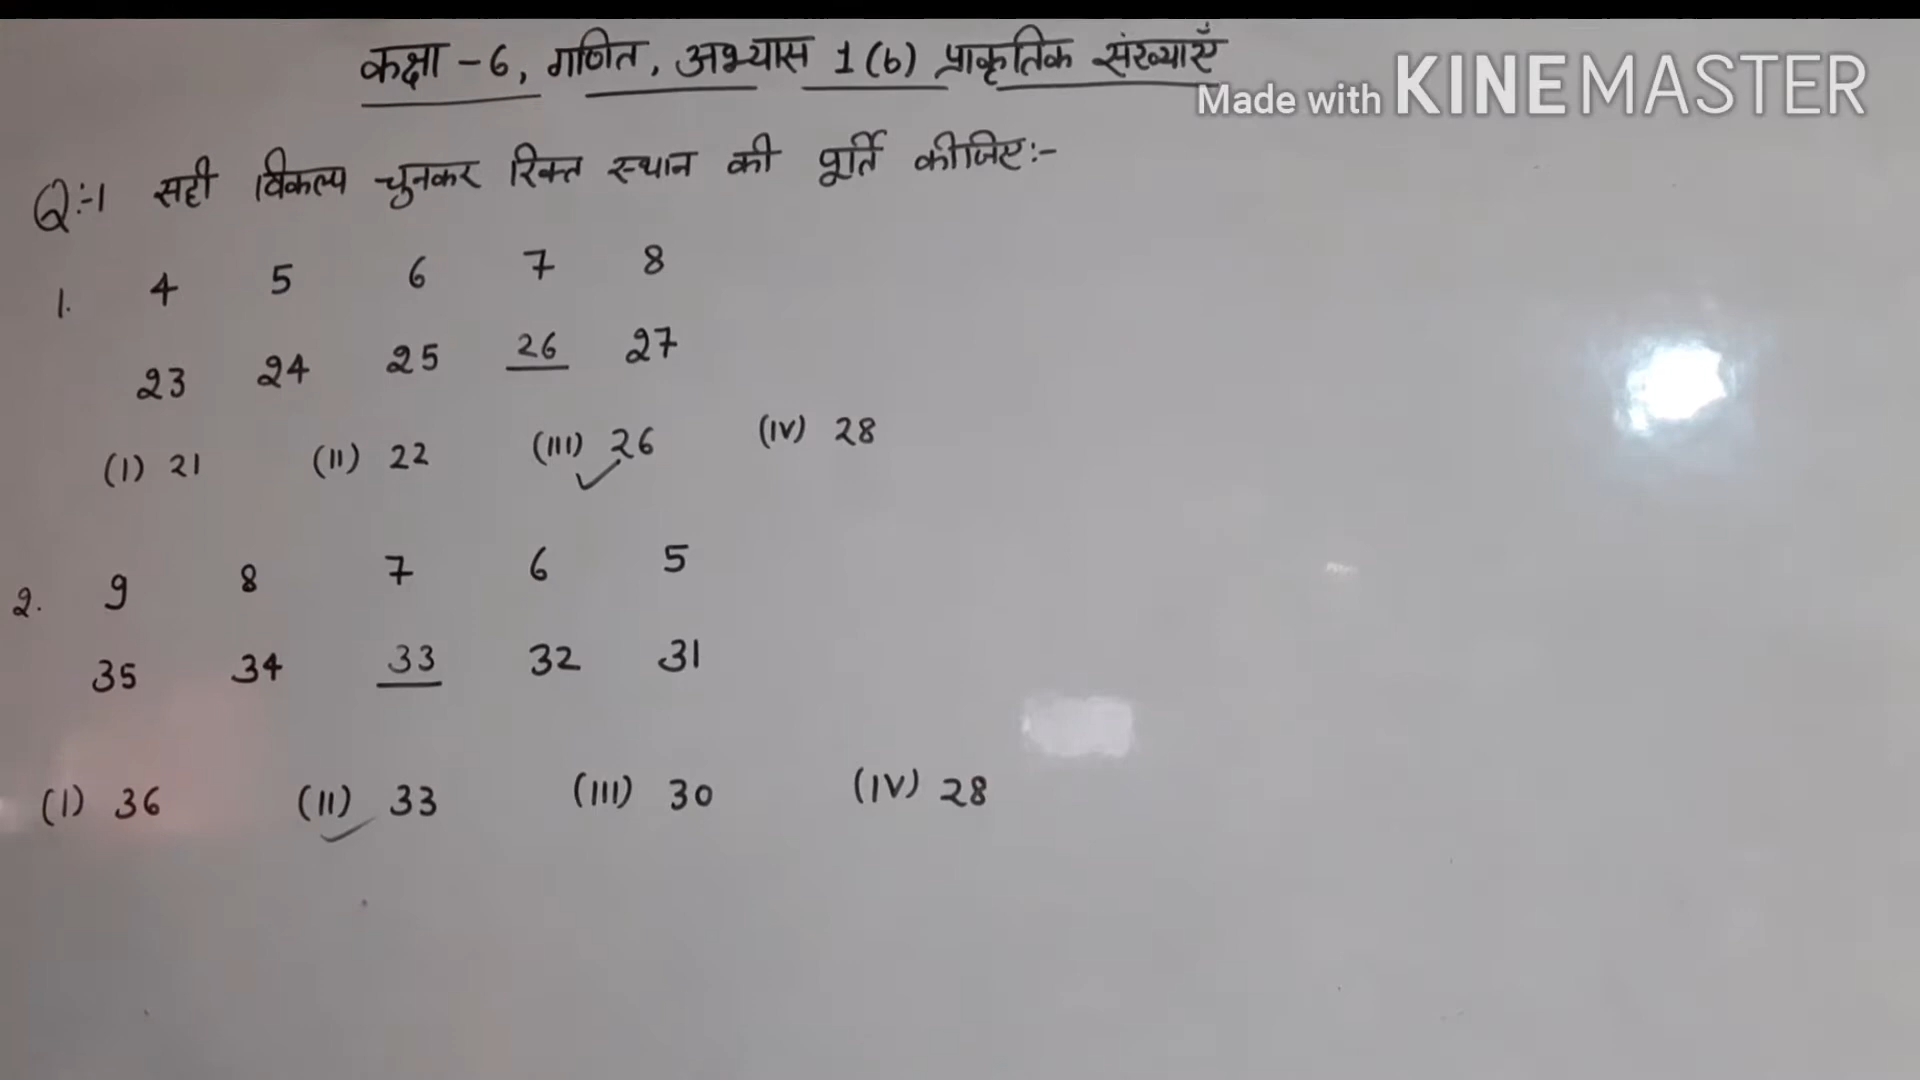 कक्षा - 6, गणित, अभ्यास 1 (b) प्राकृतिक संख्याएँ
Made with KINEMASTER
Q:-1 सही विकल्प चुनकर रिक्त स्थान की पूर्ति कीजिए:-
1. 4 5 6 7 8
23 24 25 26 27
(I) 21 (II) 22 (III) 26 (IV) 28
2. 9 8 7 6 5
35 34 33 32 31
(I) 36 (II) 33 (III) 30 (IV) 28